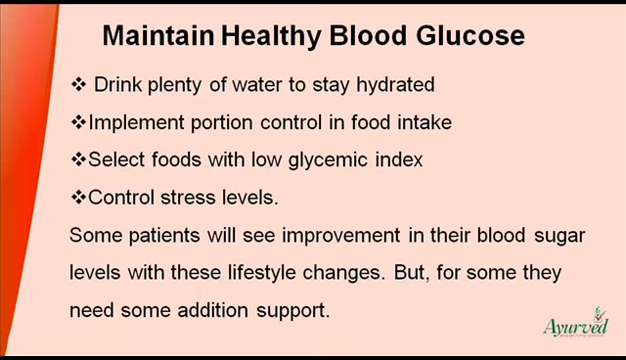 Maintain Healthy Blood Glucose
❖ Drink plenty of water to stay hydrated
❖Implement portion control in food intake
❖Select foods with low glycemic index
❖Control stress levels.
Some patients will see improvement in their blood sugar
levels with these lifestyle changes. But, for some they
need some addition support.
Ayurved